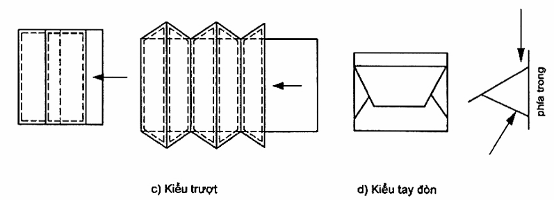 phía trong
c) Kiểu trượt
d) Kiểu tay đòn